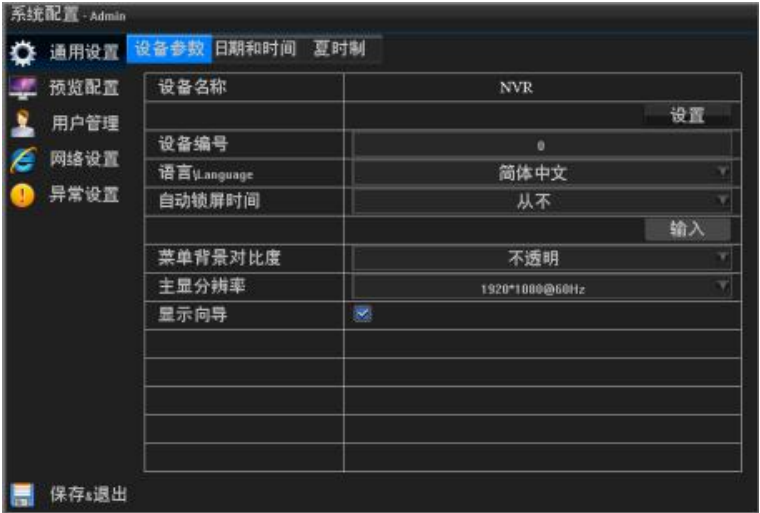 系统配置 - Admin
通用设置 设备参数 日期和时间 夏时制
预览配置
用户管理
网络设置
异常设置
设备名称 NVR
设置
设备编号 0
语言\Language 简体中文
自动锁屏时间 从不
输入
菜单背景对比度 不透明
主显分辨率 1920*1080@60Hz
显示向导
保存&退出